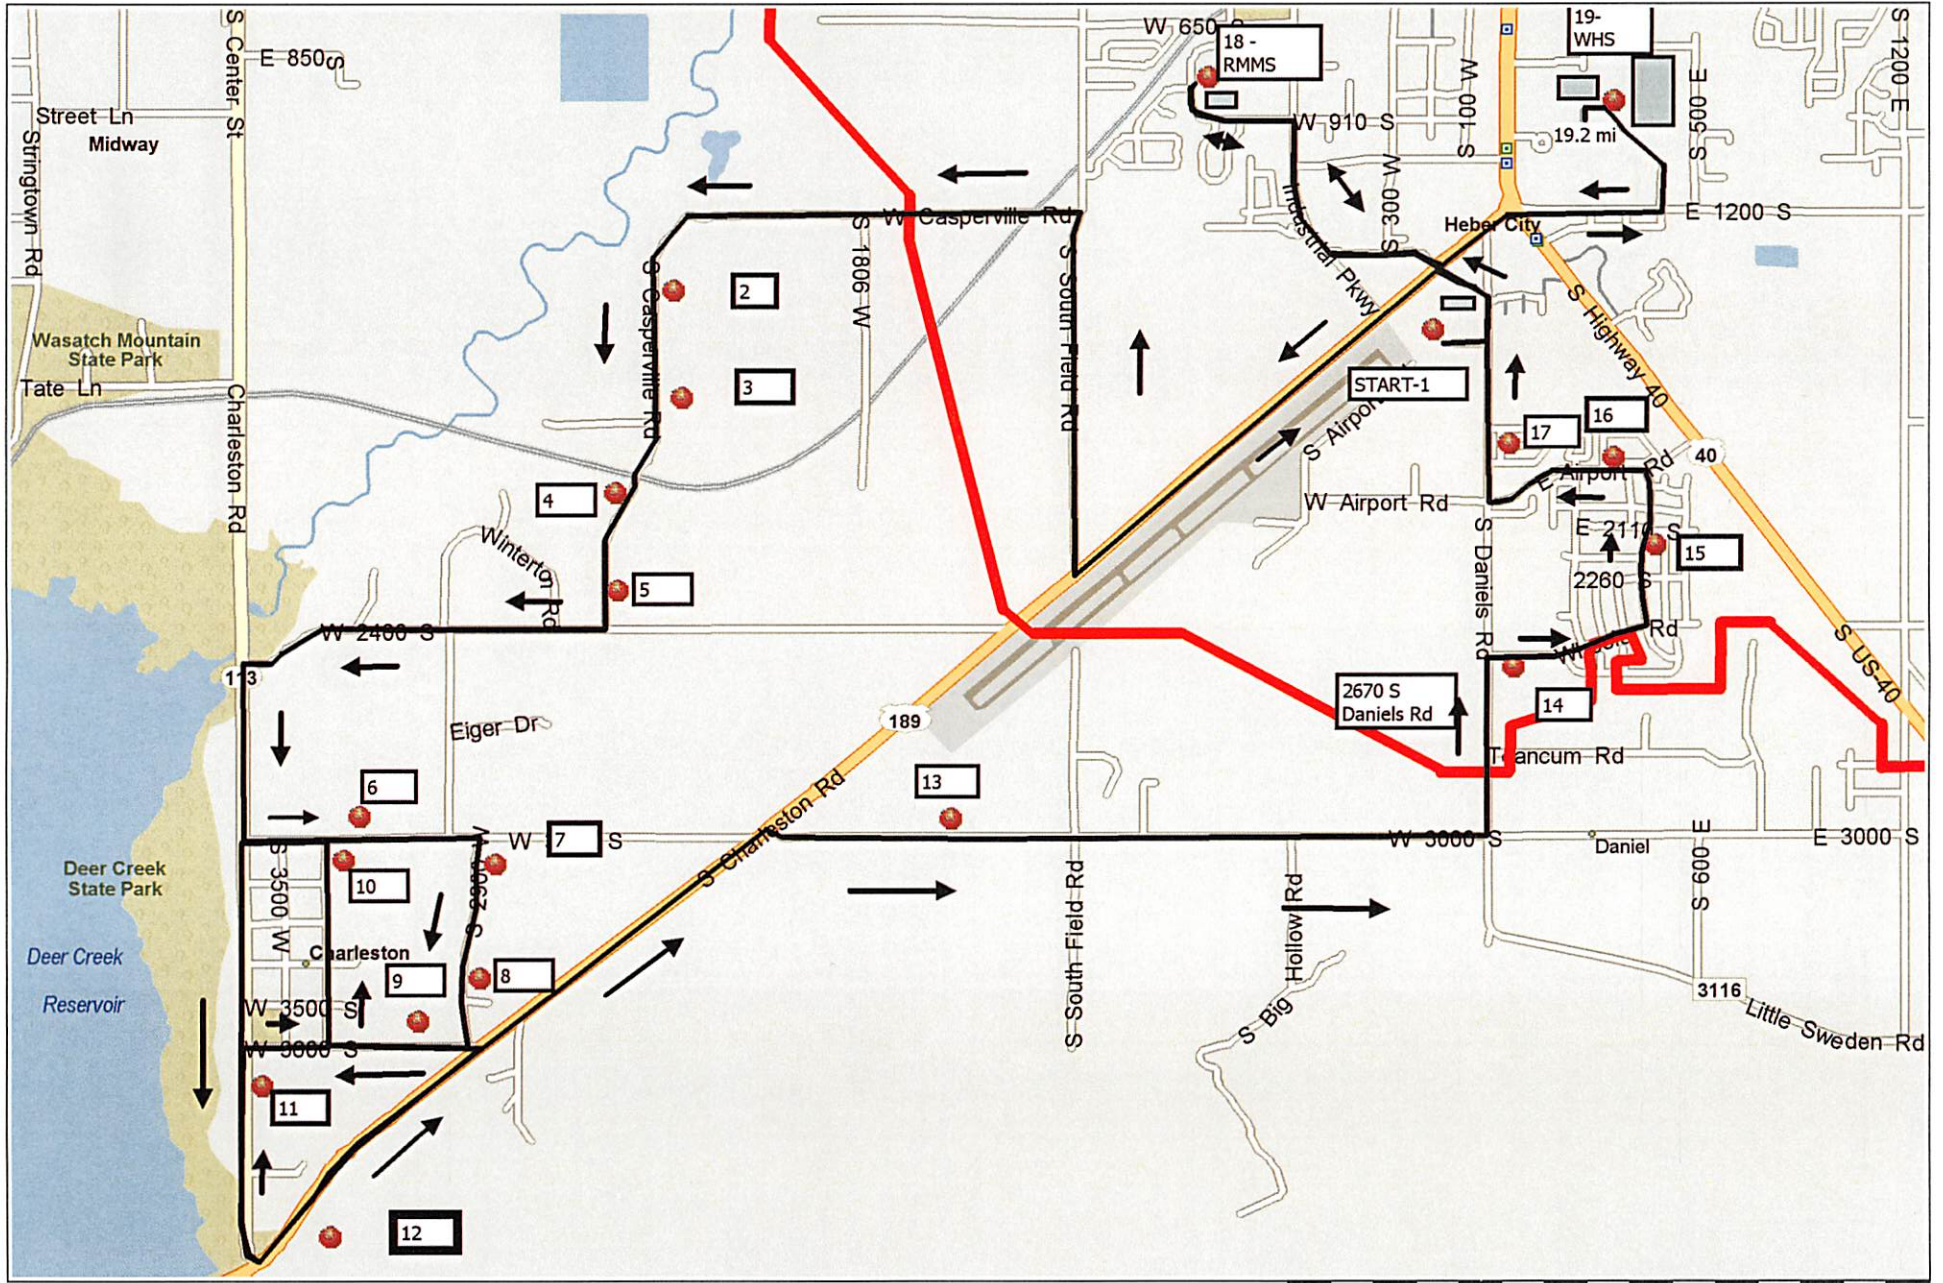 S Center St
E 850 S
Street Ln
Midway
Stringtown Rd
Wasatch Mountain
State Park
Tate Ln
Charleston Rd
W 650 S
18 -
RMMS
W 910 S
S 100 W
S 300 W
Industrial Pkwy
19-
WHS
19.2 mi
S 500 E
S 1200 E
E 1200 S
Heber City
W Casperville Rd
S 1806 W
S South Field Rd
S Casperville Rd
2
3
4
5
Winterton Rd
W 2400 S
113
Eiger Dr
START-1
S Airport
W Airport Rd
S Highway 40
40
16
17
E Airport Rd
E 2110 S
15
2260 S
S Daniels Rd
Rd
14
2670 S
Daniels Rd
S US-40
189
Teancum Rd
6
7
W
S
13
S Charleston Rd
W 3000 S
Daniel
E 3000 S
S 600 E
Deer Creek
State Park
10
S 3500 W
S 2900 W
Charleston
9
8
W 3500 S
W 3600 S
Deer Creek
Reservoir
11
12
S South Field Rd
S Big Hollow Rd
3116
Little Sweden Rd